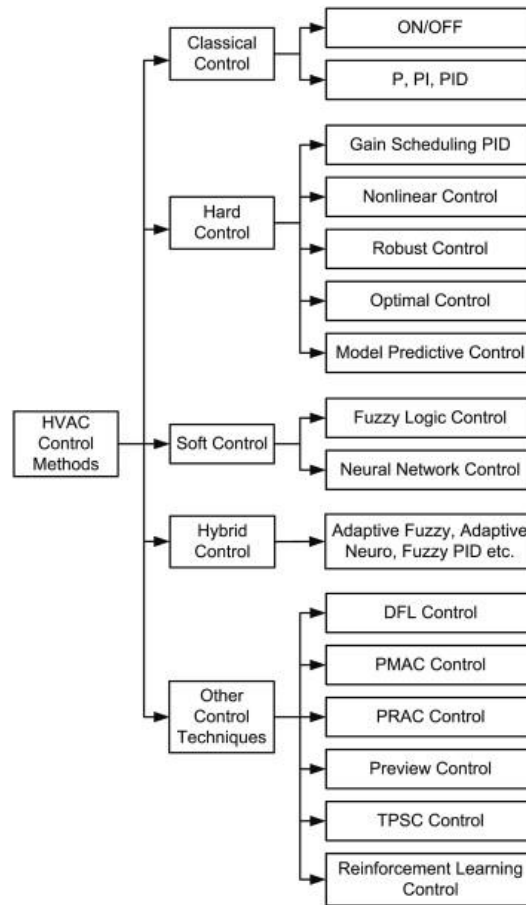 Classical
Control
ON/OFF
P, PI, PID
Hard
Control
Gain Scheduling PID
Nonlinear Control
Robust Control
Optimal Control
Model Predictive Control
HVAC
Control
Methods
Soft Control
Fuzzy Logic Control
Neural Network Control
Hybrid
Control
Adaptive Fuzzy, Adaptive
Neuro, Fuzzy PID etc.
Other
Control
Techniques
DFL Control
PMAC Control
PRAC Control
Preview Control
TPSC Control
Reinforcement Learning
Control